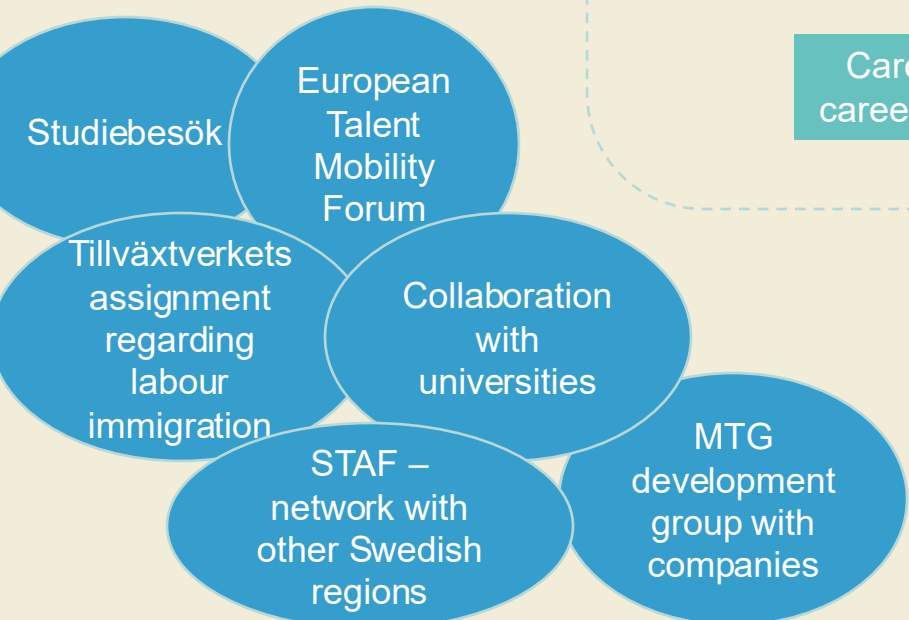 Studiebesök
European
Talent
Mobility
Forum
Tillväxtverkets
assignment
regarding
labour
immigration
Collaboration
with
universities
STAF –
network with
other Swedish
regions
MTG
development
group with
companies